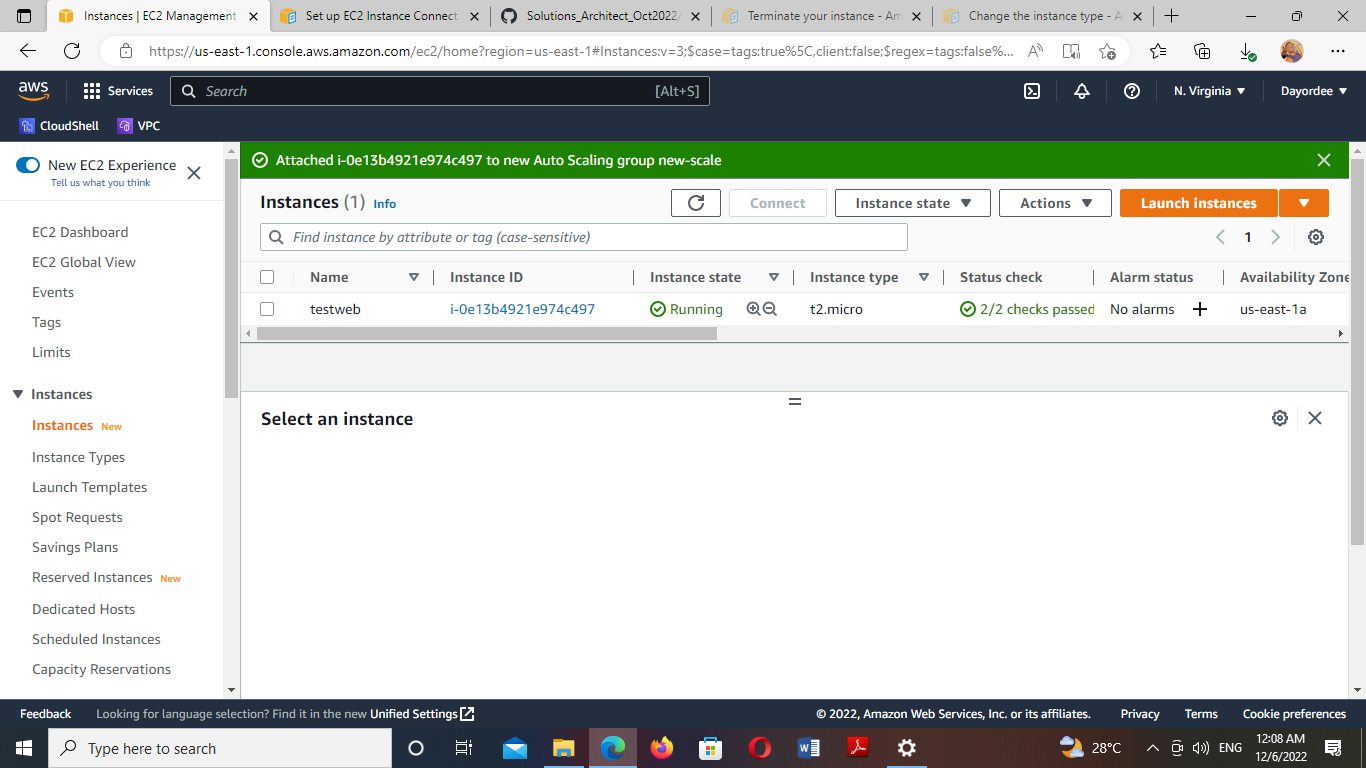 Instances | EC2 Management
Set up EC2 Instance Connect
Solutions_Architect_Oct2022/
Terminate your instance - Am
Change the instance type - A
https://us-east-1.console.aws.amazon.com/ec2/home?region=us-east-1#Instances:v=3;$case=tags:true%5C,client:false;$regex=tags:false%...
aws
Services
Search
[Alt+S]
N. Virginia
Dayordee
CloudShell
VPC
New EC2 Experience
Tell us what you think
EC2 Dashboard
EC2 Global View
Events
Tags
Limits
Instances
Instances New
Instance Types
Launch Templates
Spot Requests
Savings Plans
Reserved Instances New
Dedicated Hosts
Scheduled Instances
Capacity Reservations
Attached i-0e13b4921e974c497 to new Auto Scaling group new-scale
Instances (1) Info
Connect
Instance state
Actions
Launch instances
Find instance by attribute or tag (case-sensitive)
1
Name Instance ID Instance state Instance type Status check Alarm status Availability Zone
testweb i-0e13b4921e974c497 Running t2.micro 2/2 checks passed No alarms us-east-1a
Select an instance
Feedback Looking for language selection? Find it in the new Unified Settings
© 2022, Amazon Web Services, Inc. or its affiliates. Privacy Terms Cookie preferences
Type here to search
28°C
ENG
12:08 AM
12/6/2022